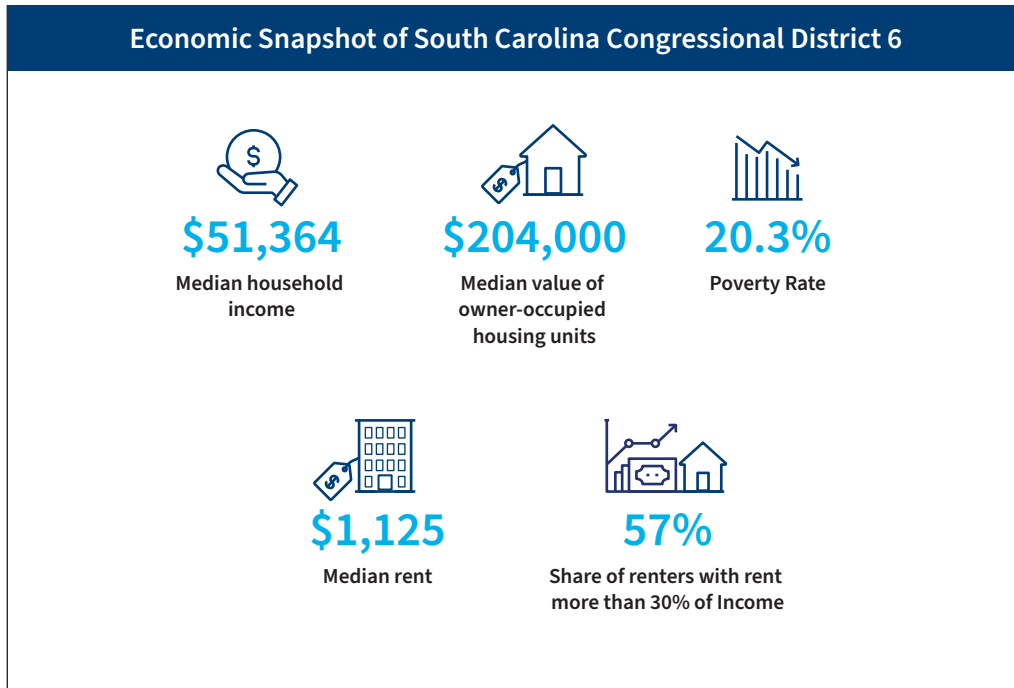 Economic Snapshot of South Carolina Congressional District 6
$
$
$51,364
Median household
income
$204,000
Median value of
owner-occupied
housing units
20.3%
Poverty Rate
$
$1,125
Median rent
57%
Share of renters with rent
more than 30% of Income